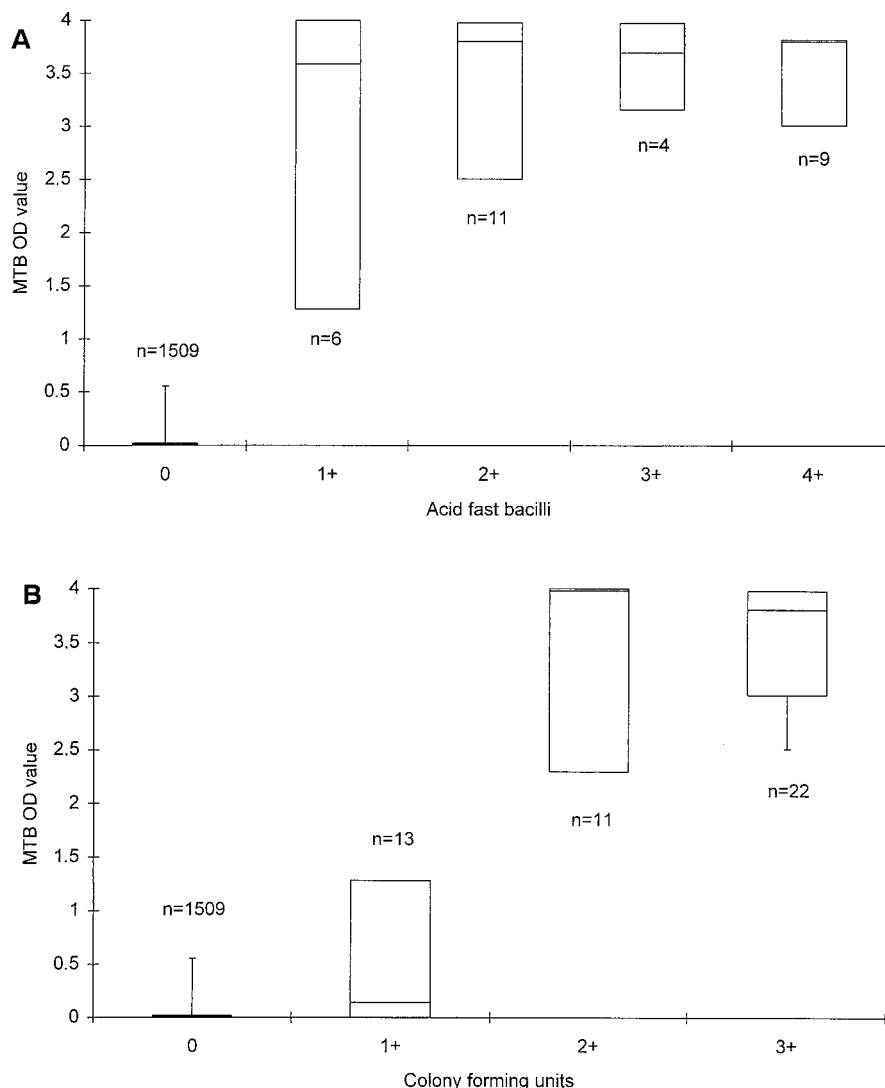 A
4
3.5
3
2.5
2
1.5
1
0.5
0
MTB OD value
n=1509
n=6
n=11
n=4
n=9
0 1+ 2+ 3+ 4+
Acid fast bacilli
B
4
3.5
3
2.5
2
1.5
1
0.5
0
MTB OD value
n=1509
n=13
n=11
n=22
0 1+ 2+ 3+
Colony forming units